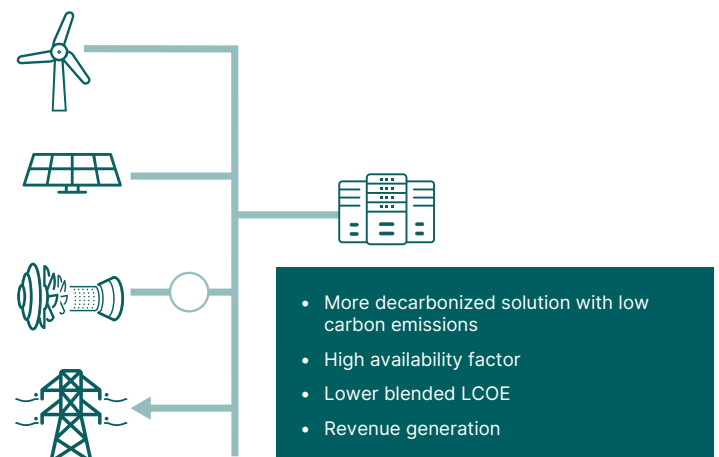 • More decarbonized solution with low
carbon emissions
• High availability factor
• Lower blended LCOE
• Revenue generation